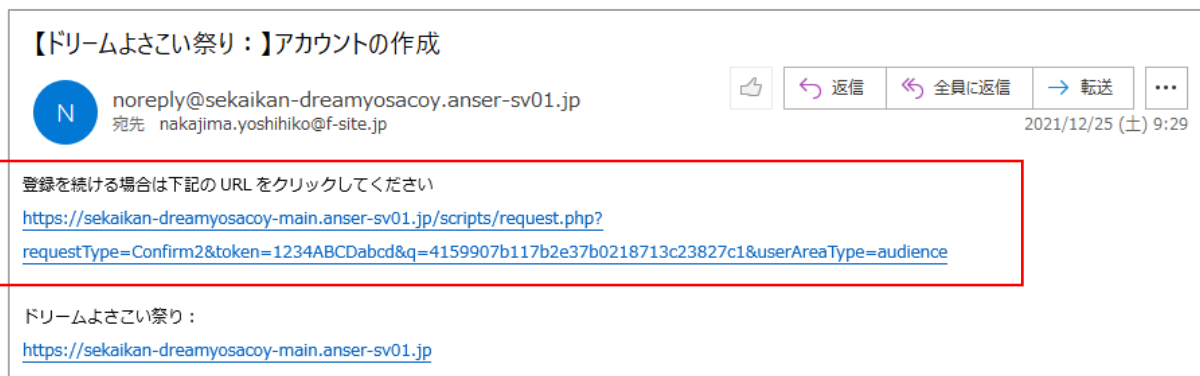 【ドリームよさこい祭り：】アカウントの作成
N
noreply@sekaikan-dreamyosacoy.anser-sv01.jp
宛先 nakajima.yoshihiko@f-site.jp
返信
全員に返信
転送
2021/12/25 (土) 9:29
登録を続ける場合は下記の URL をクリックしてください
https://sekaikan-dreamyosacoy-main.anser-sv01.jp/scripts/request.php?
requestType=Confirm2&token=1234ABCDabcd&q=4159907b117b2e37b0218713c23827c1&userAreaType=audience
ドリームよさこい祭り：
https://sekaikan-dreamyosacoy-main.anser-sv01.jp